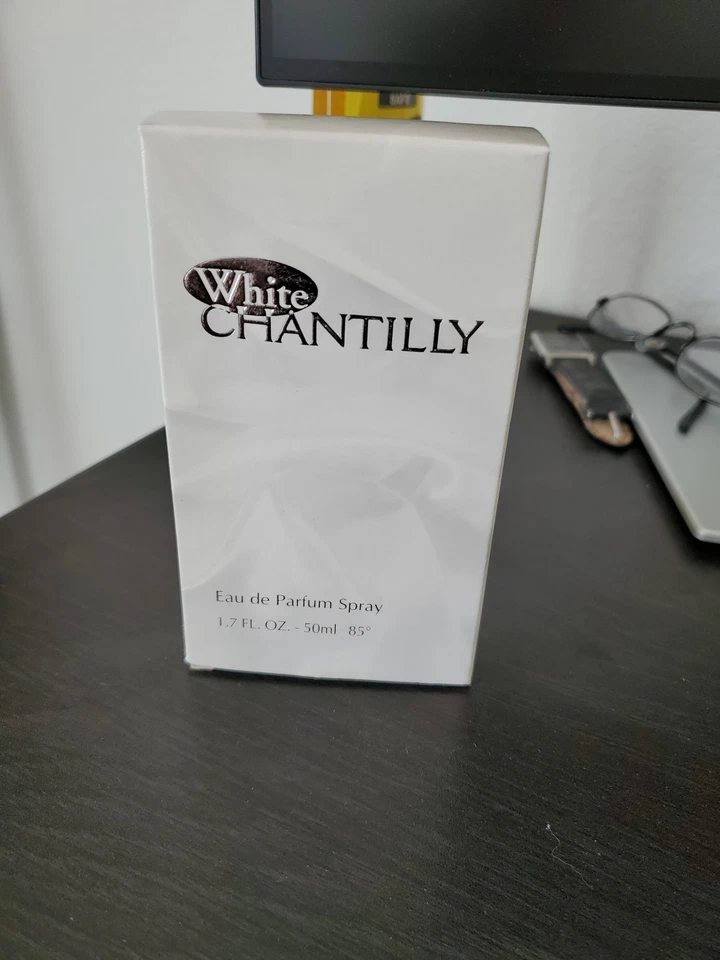 White
CHANTILLY
Eau de Parfum Spray
1.7 FL. OZ. - 50ml 85°